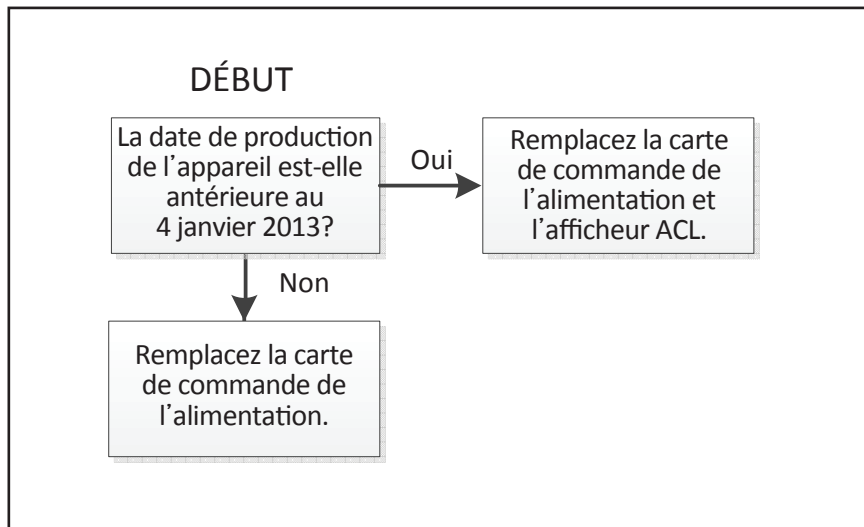 DÉBUT
La date de production
de l'appareil est-elle
antérieure au
4 janvier 2013?
Oui
Remplacez la carte
de commande de
l'alimentation et
l'afficheur ACL.
Non
Remplacez la carte
de commande de
l'alimentation.